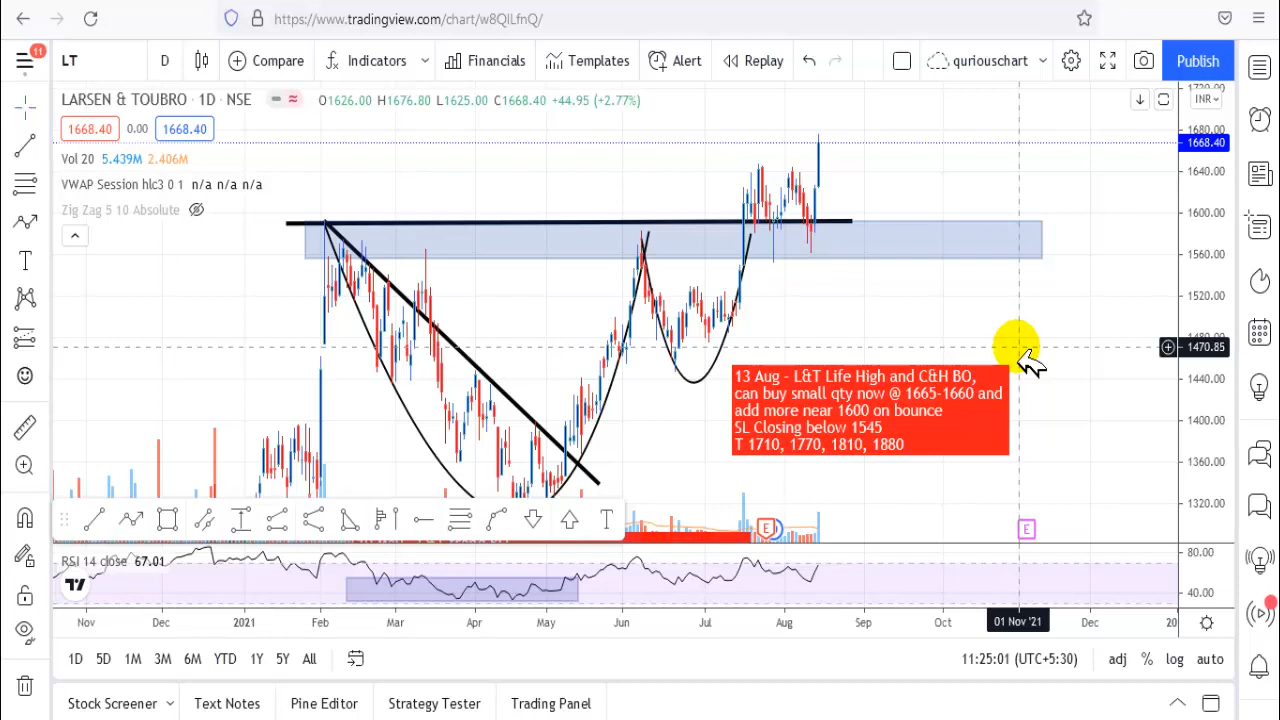 https://www.tradingview.com/chart/w8QILfnQ/
11
LT
D
Compare
Indicators
Financials
Templates
Alert
Replay
quriouschart
Publish
LARSEN & TOUBRO · 1D · NSE
O1626.00 H1676.80 L1625.00 C1668.40 +44.95 (+2.77%)
INR
1668.40
0.00
1668.40
Vol 20 5.439M 2.406M
VWAP Session hlc3 0 1 n/a n/a n/a
Zig Zag 5 10 Absolute
1720.00
1680.00
1668.40
1640.00
1600.00
1560.00
1520.00
1480.00
1470.85
1440.00
1400.00
1360.00
1320.00
13 Aug - L&T Life High and C&H BO,
can buy small qty now @ 1665-1660 and
add more near 1600 on bounce
SL Closing below 1545
T 1710, 1770, 1810, 1880
E
E
RSI 14 close 67.01
80.00
40.00
Nov Dec 2021 Feb Mar Apr May Jun Jul Aug Sep Oct 01 Nov '21 Dec 20
1D 5D 1M 3M 6M YTD 1Y 5Y All
11:25:01 (UTC+5:30)
adj % log auto
Stock Screener
Text Notes
Pine Editor
Strategy Tester
Trading Panel